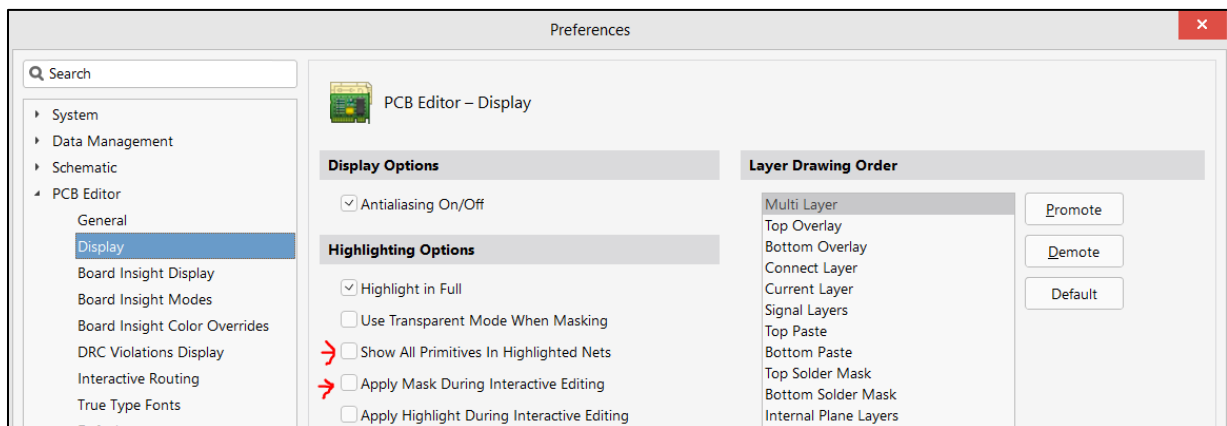 Preferences
Search
System
Data Management
Schematic
PCB Editor
General
Display
Board Insight Display
Board Insight Modes
Board Insight Color Overrides
DRC Violations Display
Interactive Routing
True Type Fonts
PCB Editor – Display
Display Options
Antialiasing On/Off
Highlighting Options
Highlight in Full
Use Transparent Mode When Masking
Show All Primitives In Highlighted Nets
Apply Mask During Interactive Editing
Apply Highlight During Interactive Editing
Layer Drawing Order
Multi Layer
Top Overlay
Bottom Overlay
Connect Layer
Current Layer
Signal Layers
Top Paste
Bottom Paste
Top Solder Mask
Bottom Solder Mask
Internal Plane Layers
Promote
Demote
Default